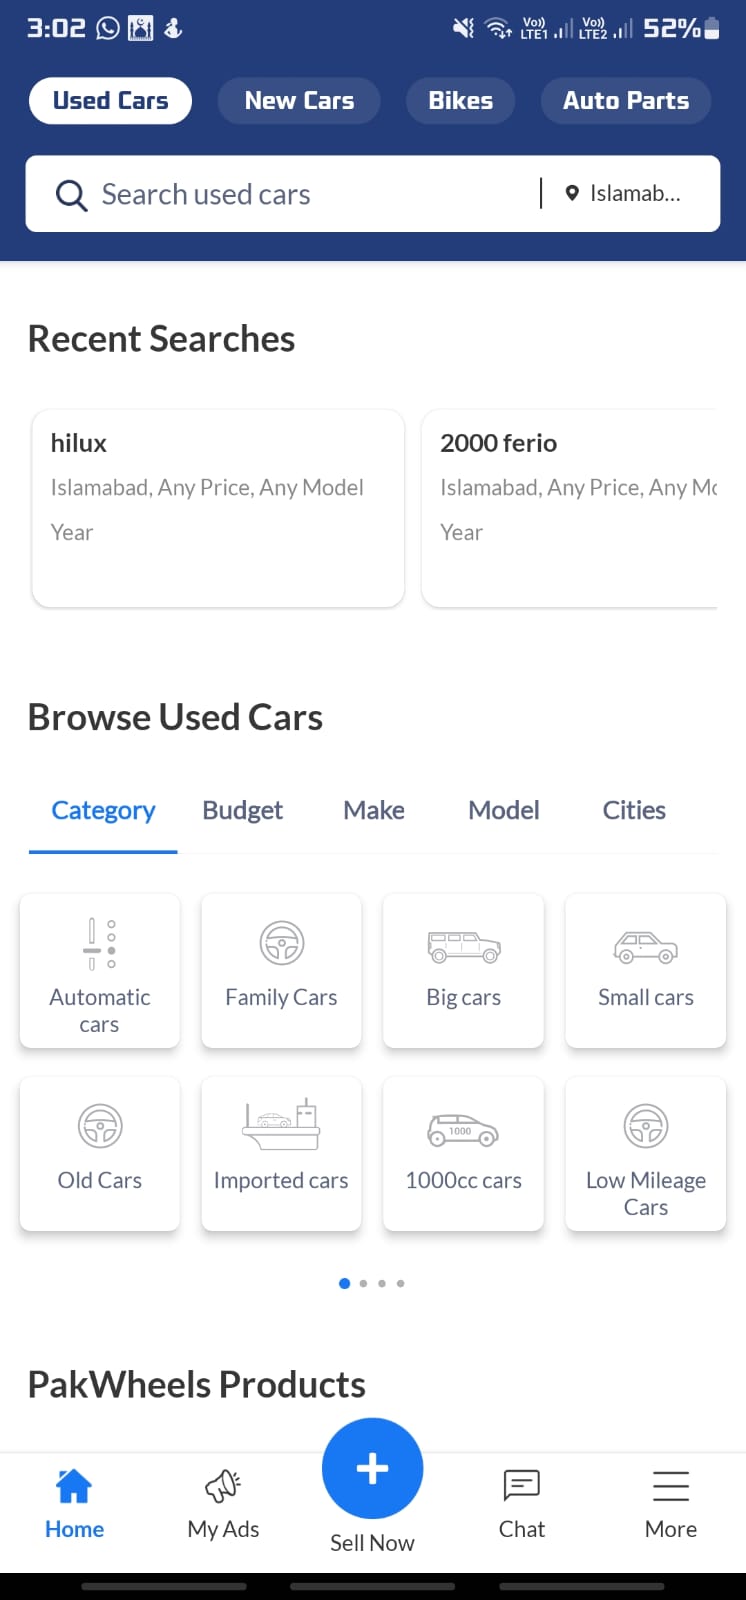 3:02 Vo)) LTE1 Vo)) LTE2 52%
Used Cars New Cars Bikes Auto Parts
Search used cars Islamab...
Recent Searches
hilux
Islamabad, Any Price, Any Model
Year
2000 ferio
Islamabad, Any Price, Any Mo
Year
Browse Used Cars
Category Budget Make Model Cities
Automatic
cars
Family Cars
Big cars
Small cars
Old Cars
Imported cars
1000
1000cc cars
Low Mileage
Cars
PakWheels Products
Home My Ads Sell Now Chat More